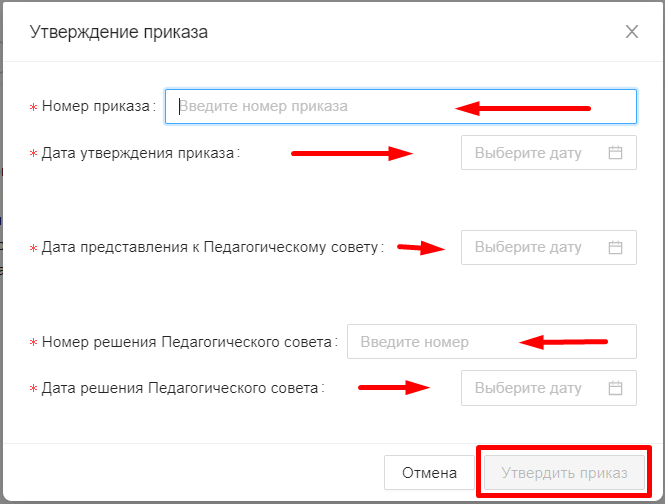 Утверждение приказа
* Номер приказа: Введите номер приказа
* Дата утверждения приказа: Выберите дату
* Дата представления к Педагогическому совету: Выберите дату
* Номер решения Педагогического совета: Введите номер
* Дата решения Педагогического совета: Выберите дату
Отмена Утвердить приказ